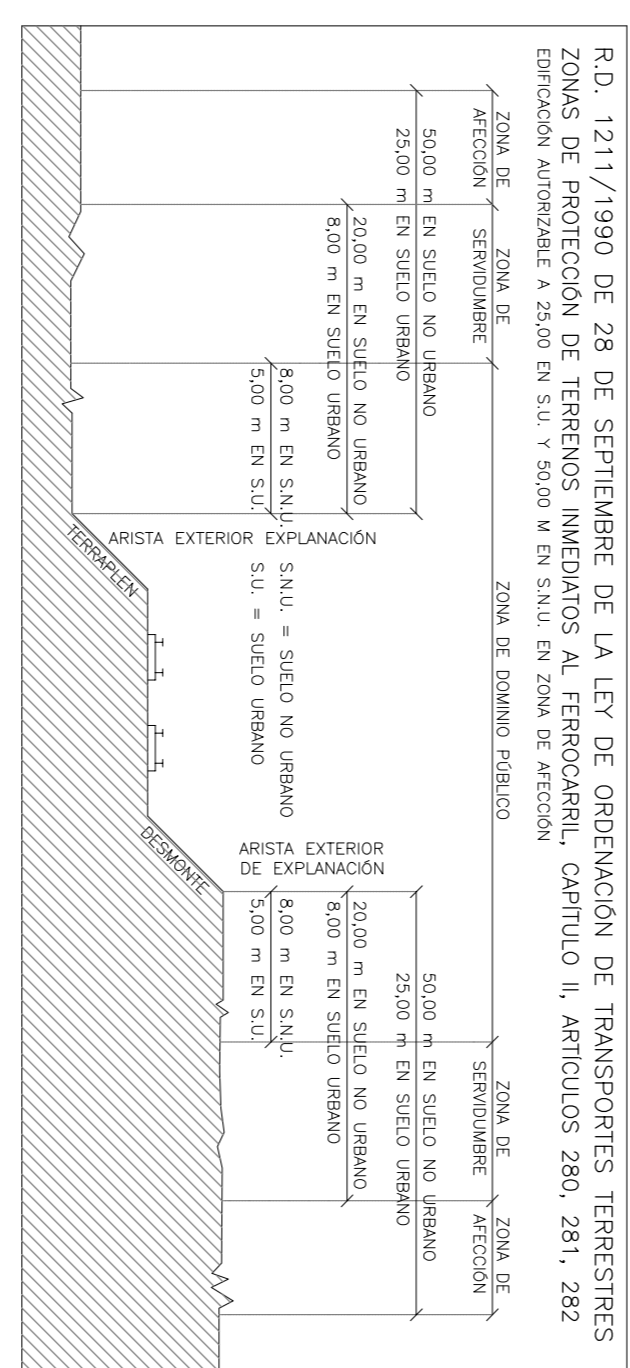 R.D. 1211/1990 DE 28 DE SEPTIEMBRE DE LA LEY DE ORDENACIÓN DE TRANSPORTES TERRESTRES
ZONAS DE PROTECCIÓN DE TERRENOS INMEDIATOS AL FERROCARRIL, CAPÍTULO II, ARTÍCULOS 280, 281, 282
EDIFICACIÓN AUTORIZABLE A 25,00 EN S.U. Y 50,00 M EN S.N.U. EN ZONA DE AFECCIÓN
ZONA DE
AFECCIÓN
ZONA DE
SERVIDUMBRE
ZONA DE DOMINIO PÚBLICO
ZONA DE
SERVIDUMBRE
ZONA DE
AFECCIÓN
50,00 m EN SUELO NO URBANO
25,00 m EN SUELO URBANO
20,00 m EN SUELO NO URBANO
8,00 m EN SUELO URBANO
8,00 m EN S.N.U.
5,00 m EN S.U.
S.N.U. = SUELO NO URBANO
S.U. = SUELO URBANO
50,00 m EN SUELO NO URBANO
25,00 m EN SUELO URBANO
20,00 m EN SUELO NO URBANO
8,00 m EN SUELO URBANO
8,00 m EN S.N.U.
5,00 m EN S.U.
ARISTA EXTERIOR EXPLANACIÓN
ARISTA EXTERIOR
DE EXPLANACIÓN
TERRAPLEN
DESMONTE